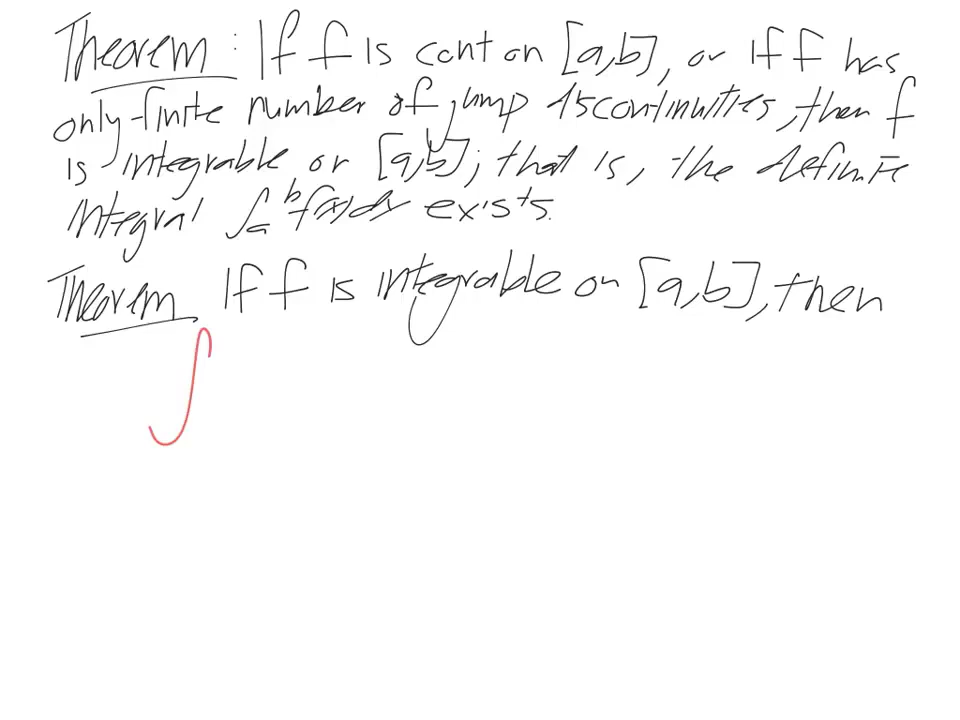 Theorem: If f is cont on [a,b], or if f has
only finite number of jump discontinuities, then f
is integrable or [a,b]; that is, the definite
integral ∫_a^b f(x)dx exists.
Theorem If f is integrable on [a,b], then
∫